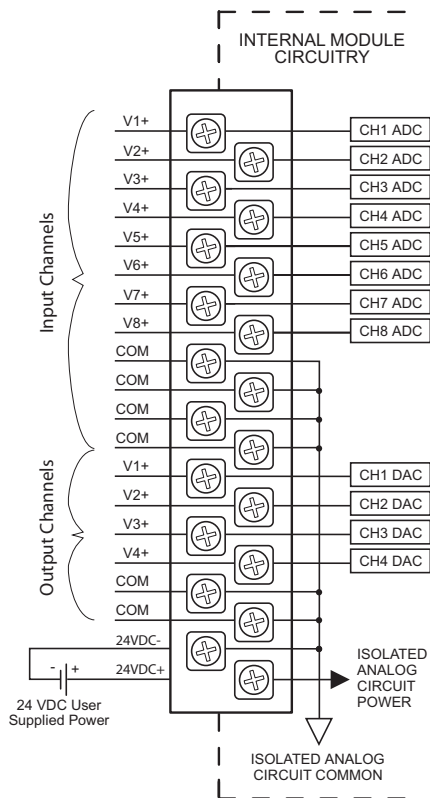 INTERNAL MODULE
CIRCUITRY
Input Channels
V1+
CH1 ADC
V2+
CH2 ADC
V3+
CH3 ADC
V4+
CH4 ADC
V5+
CH5 ADC
V6+
CH6 ADC
V7+
CH7 ADC
V8+
CH8 ADC
COM
COM
COM
COM
Output Channels
V1+
CH1 DAC
V2+
CH2 DAC
V3+
CH3 DAC
V4+
CH4 DAC
COM
COM
24VDC-
24VDC+
- +
24 VDC User
Supplied Power
ISOLATED
ANALOG
CIRCUIT
POWER
ISOLATED ANALOG
CIRCUIT COMMON